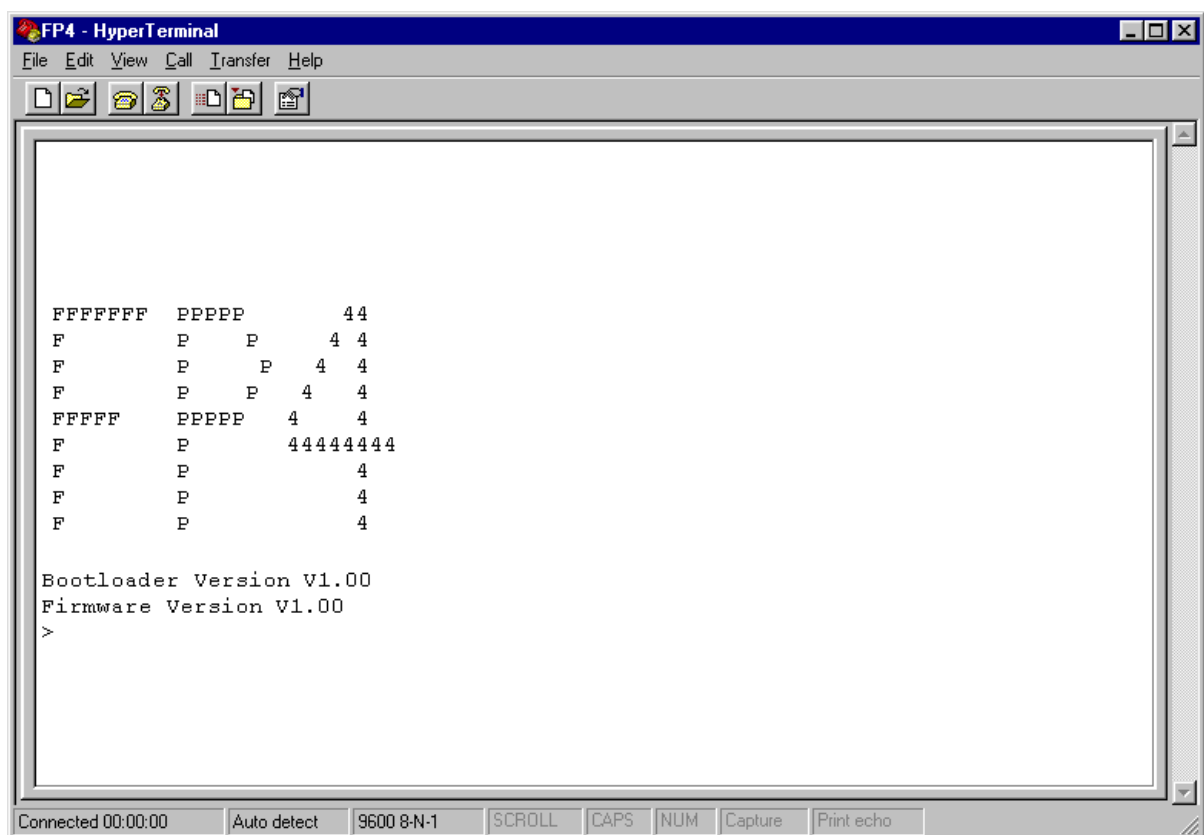 FP4 - HyperTerminal
File Edit View Call Transfer Help
FFFFFFF  PPPPP       44
F        P    P     4 4
F        P     P   4  4
F        P    P   4   4
FFFFF    PPPPP   4    4
F        P       44444444
F        P            4
F        P            4
F        P            4
Bootloader Version V1.00
Firmware Version V1.00
>
Connected 00:00:00 Auto detect 9600 8-N-1 SCROLL CAPS NUM Capture Print echo